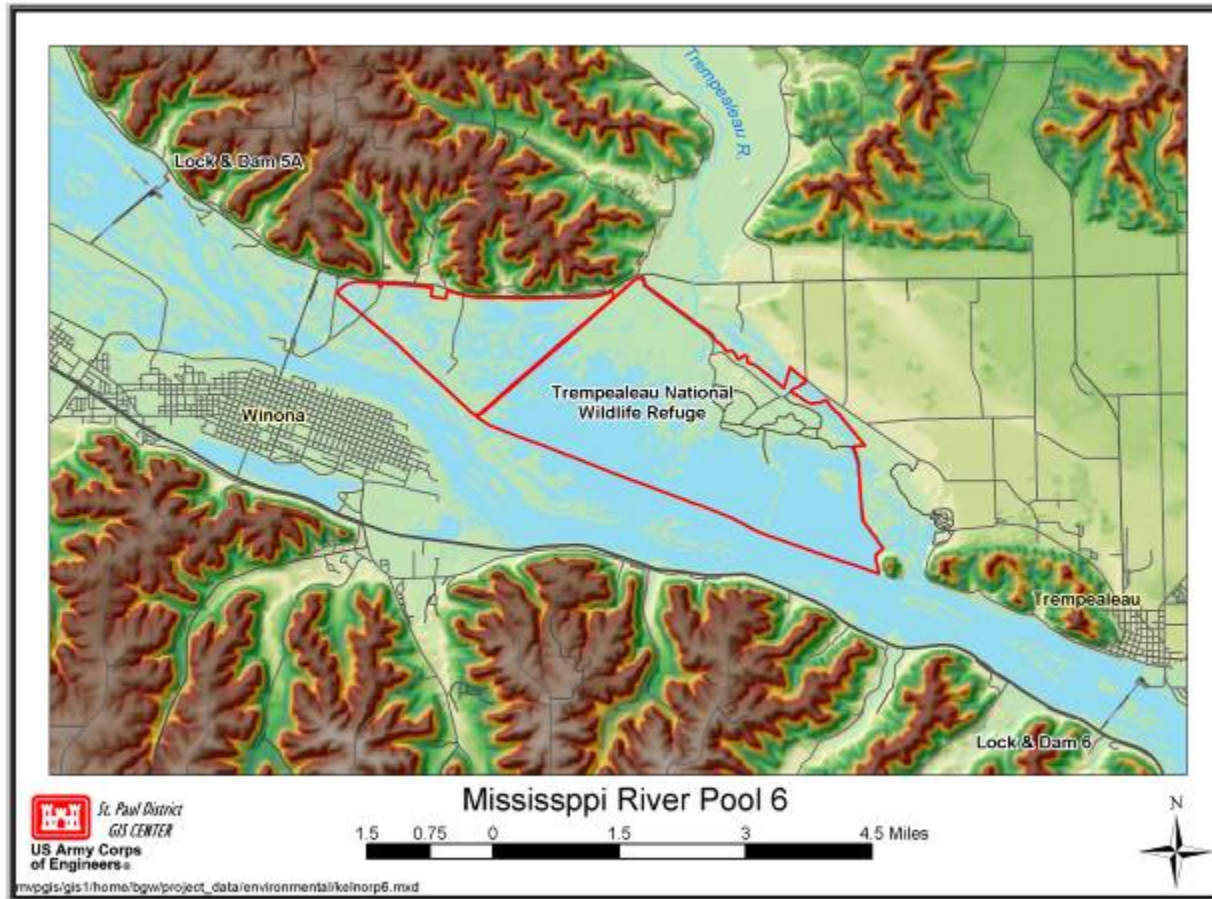 Trempealeau R.
Lock & Dam 5A
Trempealeau National
Wildlife Refuge
Winona
Trempealeau
Lock & Dam 6
Mississppi River Pool 6
1.5 0.75 0 1.5 3 4.5 Miles
N
St. Paul District
GIS CENTER
US Army Corps
of Engineers®
mvpgis/gis1/home/bgw/project_data/environmental/kelnorp6.mxd